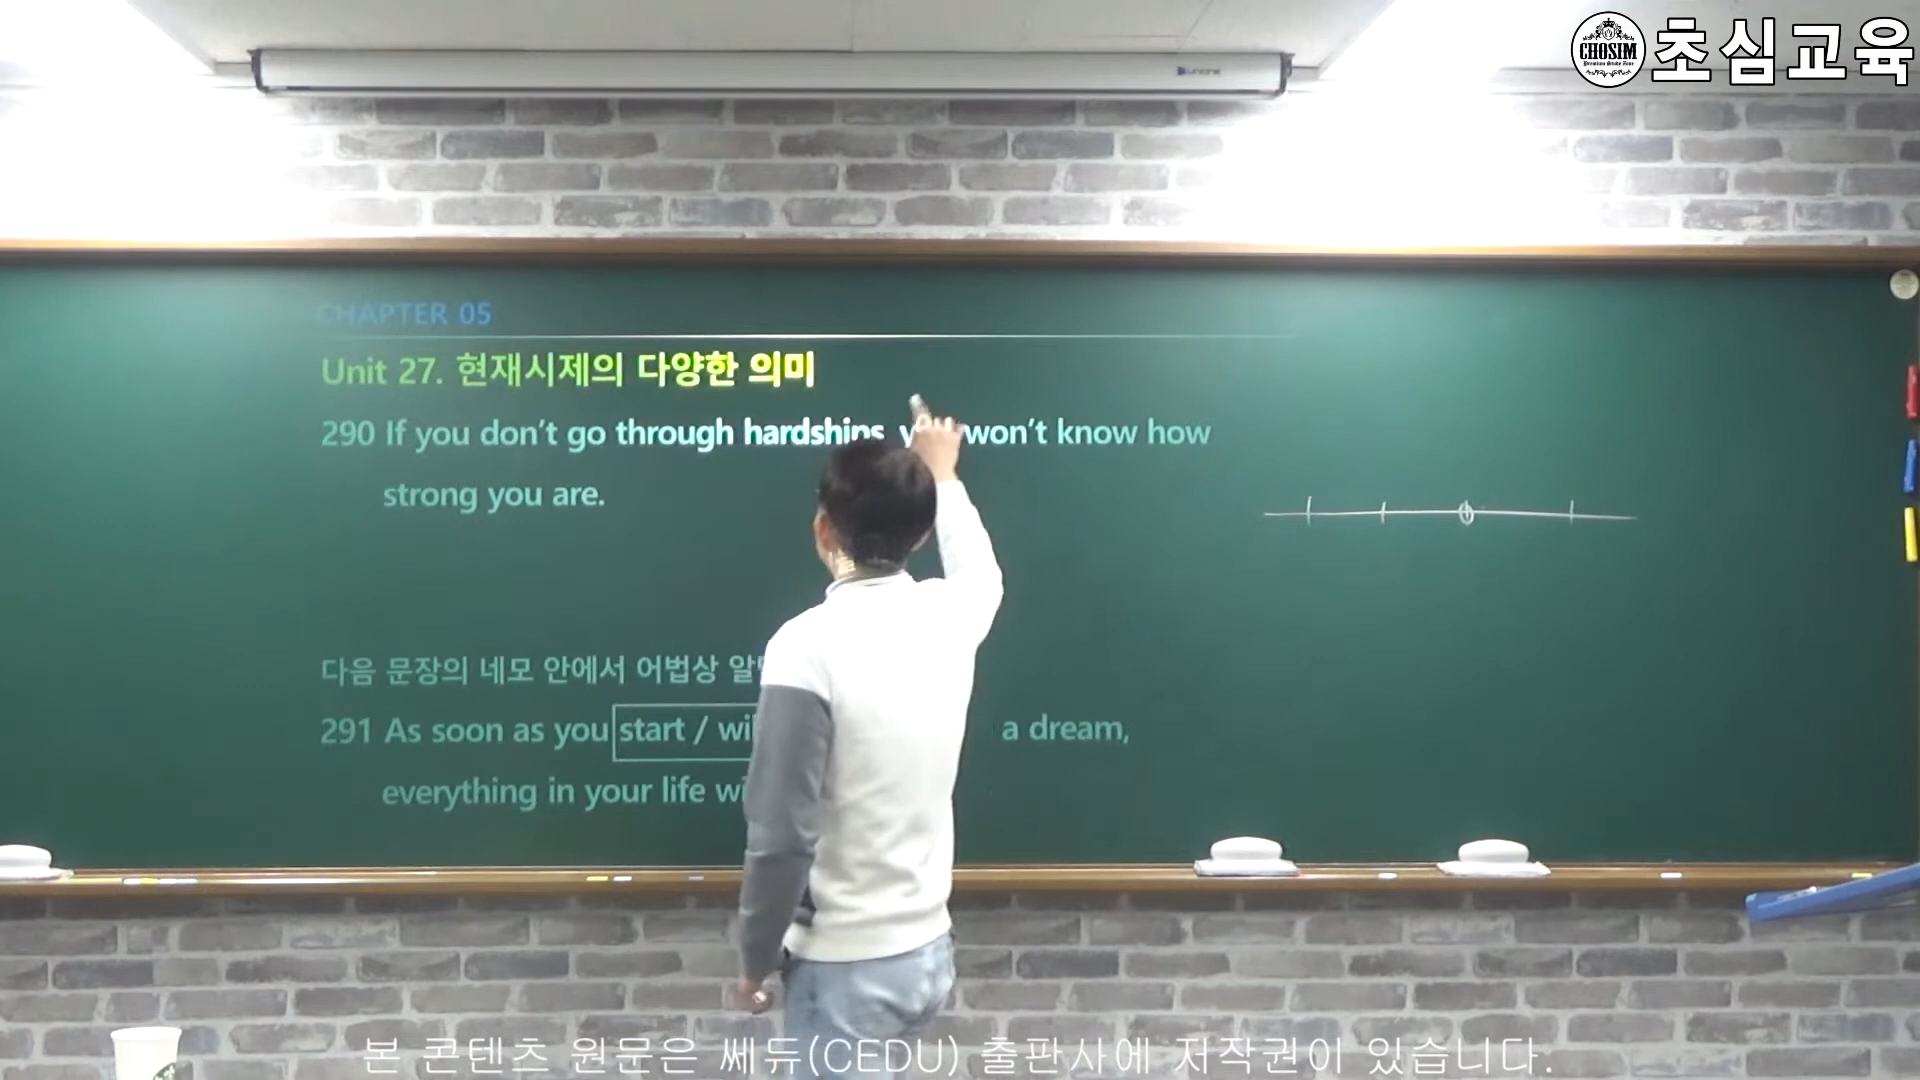 CHOSIM
Premium Study Zone
초심교육
CHAPTER 05
Unit 27. 현재시제의 다양한 의미
290 If you don't go through hardships, you won't know how
strong you are.
다음 문장의 네모 안에서 어법상
291 As soon as you start / a dream,
everything in your life
본 콘텐츠 원문은 쎄듀(CEDU) 출판사에 저작권이 있습니다.